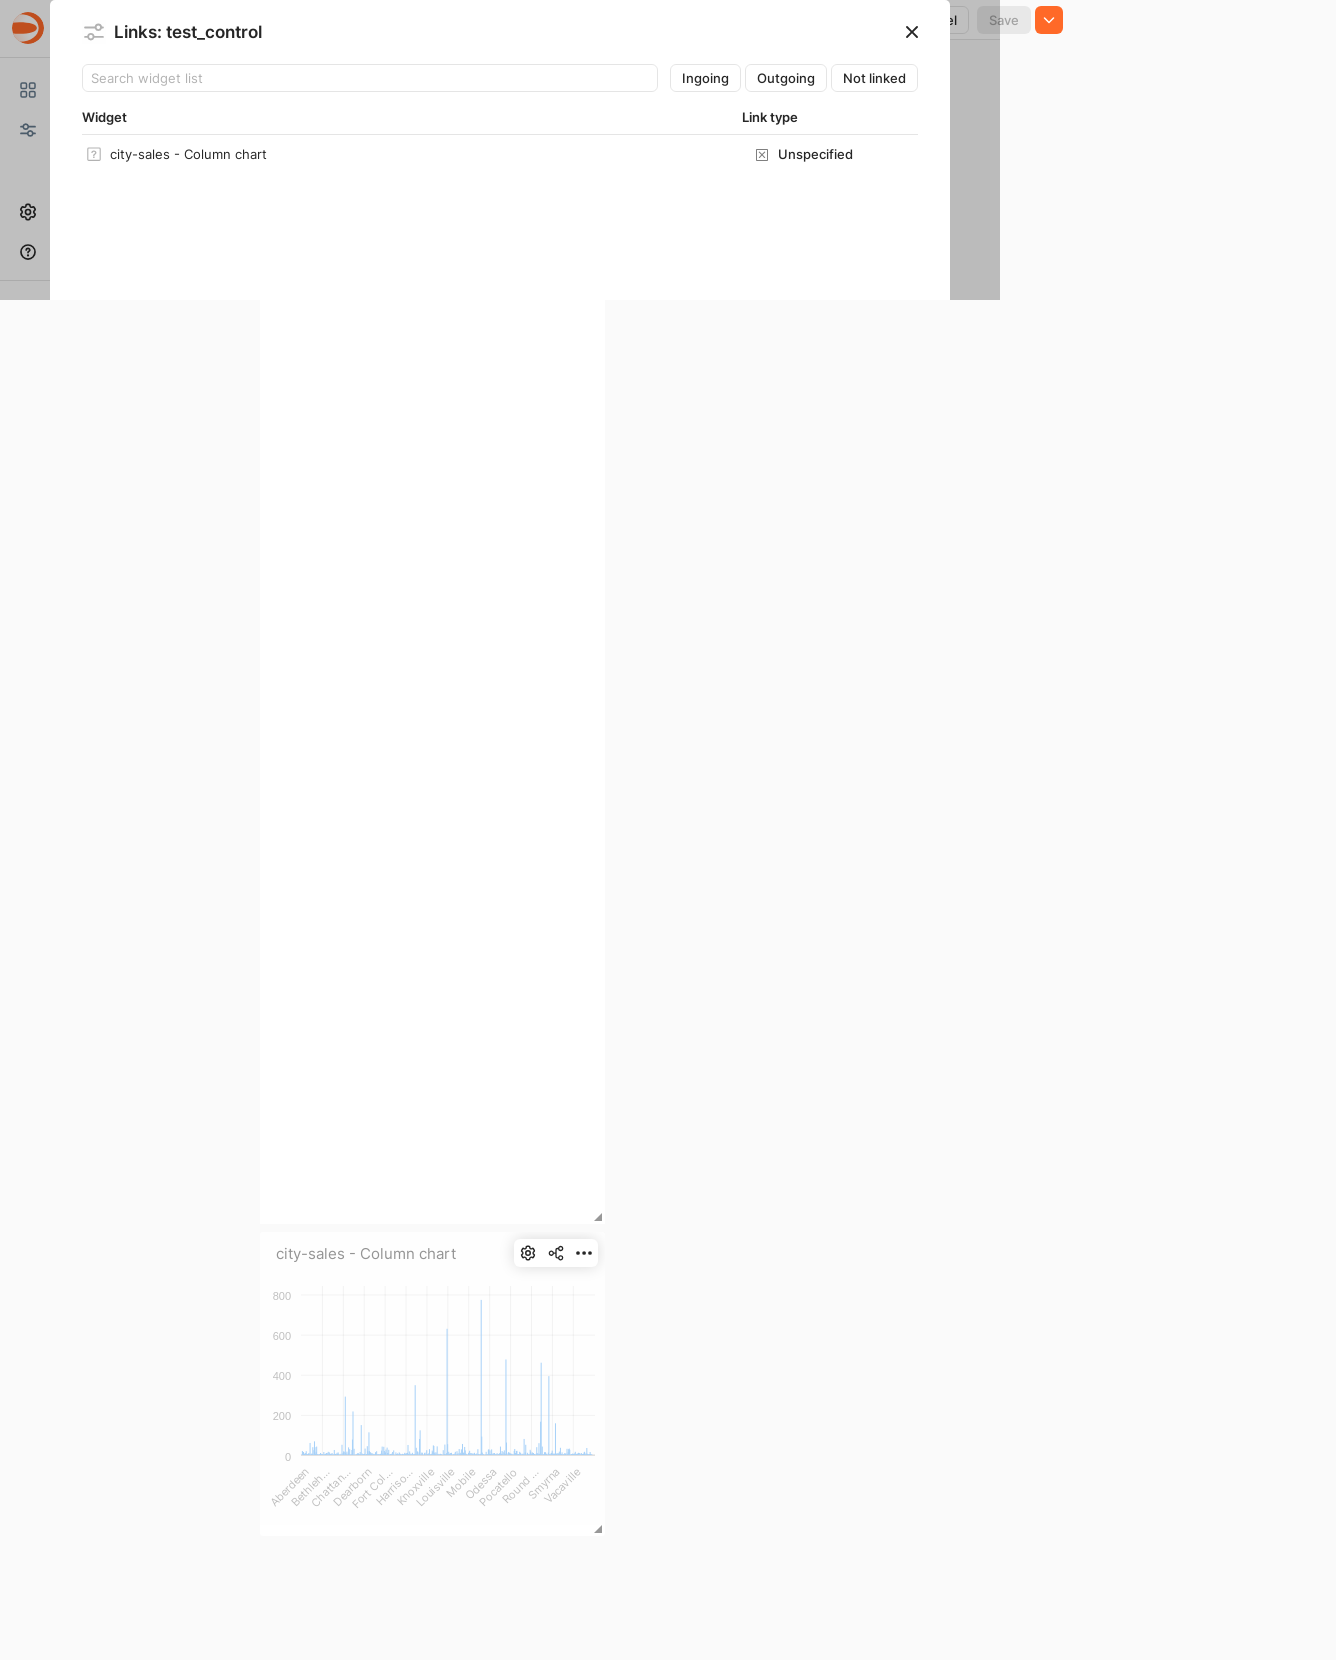 Links: test_control
el
Save
Search widget list
Ingoing
Outgoing
Not linked
Widget
Link type
city-sales - Column chart
Unspecified
city-sales - Column chart
800
600
400
200
0
Aberdeen
Bethleh...
Chattan...
Dearborn
Fort Col...
Harriso...
Knoxville
Louisville
Mobile
Odessa
Pocatello
Round ...
Smyrna
Vacaville